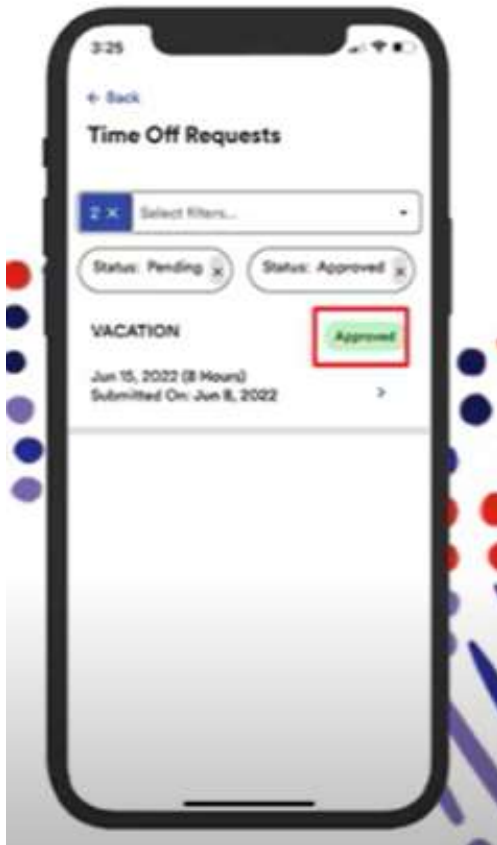 3:25
← Back
Time Off Requests
2 × Select filters...
Status: Pending × Status: Approved ×
VACATION Approved
Jun 15, 2022 (8 Hours)
Submitted On: Jun 8, 2022 >